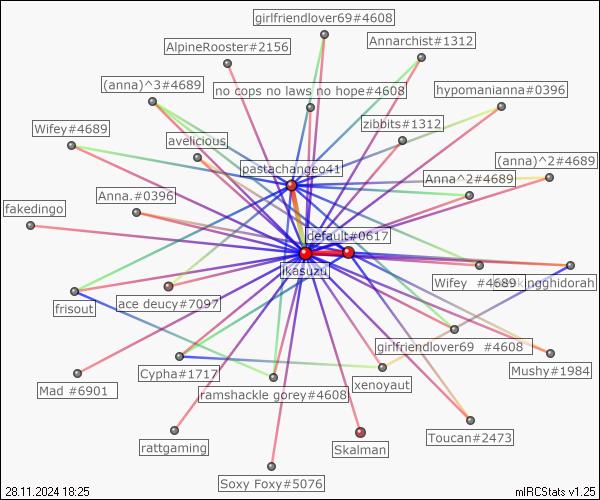 girlfriendlover69#4608
AlpineRooster#2156
Annarchist#1312
(anna)^3#4689
no cops no laws no hope#4608
hypomanianna#0396
Wifey#4689
avelicious
zibbits#1312
pastachangeo41
(anna)^2#4689
Anna^2#4689
Anna.#0396
fakedingo
default#0617
ikasuzu
Wifey #4689
kingghidorah
frisout
ace deucy#7097
girlfriendlover69 #4608
Cypha#1717
Mushy#1984
Mad #6901
ramshackle gorey#4608
xenoyaut
rattgaming
Skalman
Toucan#2473
Soxy Foxy#5076
28.11.2024 18:25
mIRCStats v1.25